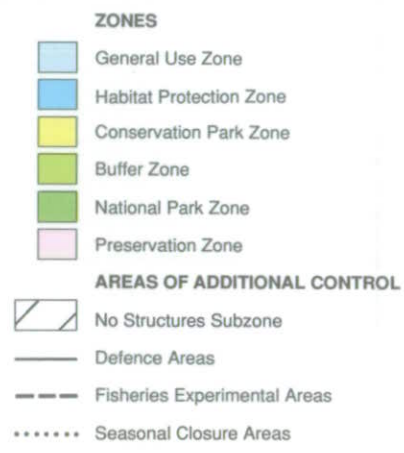 ZONES
General Use Zone
Habitat Protection Zone
Conservation Park Zone
Buffer Zone
National Park Zone
Preservation Zone
AREAS OF ADDITIONAL CONTROL
No Structures Subzone
Defence Areas
Fisheries Experimental Areas
Seasonal Closure Areas